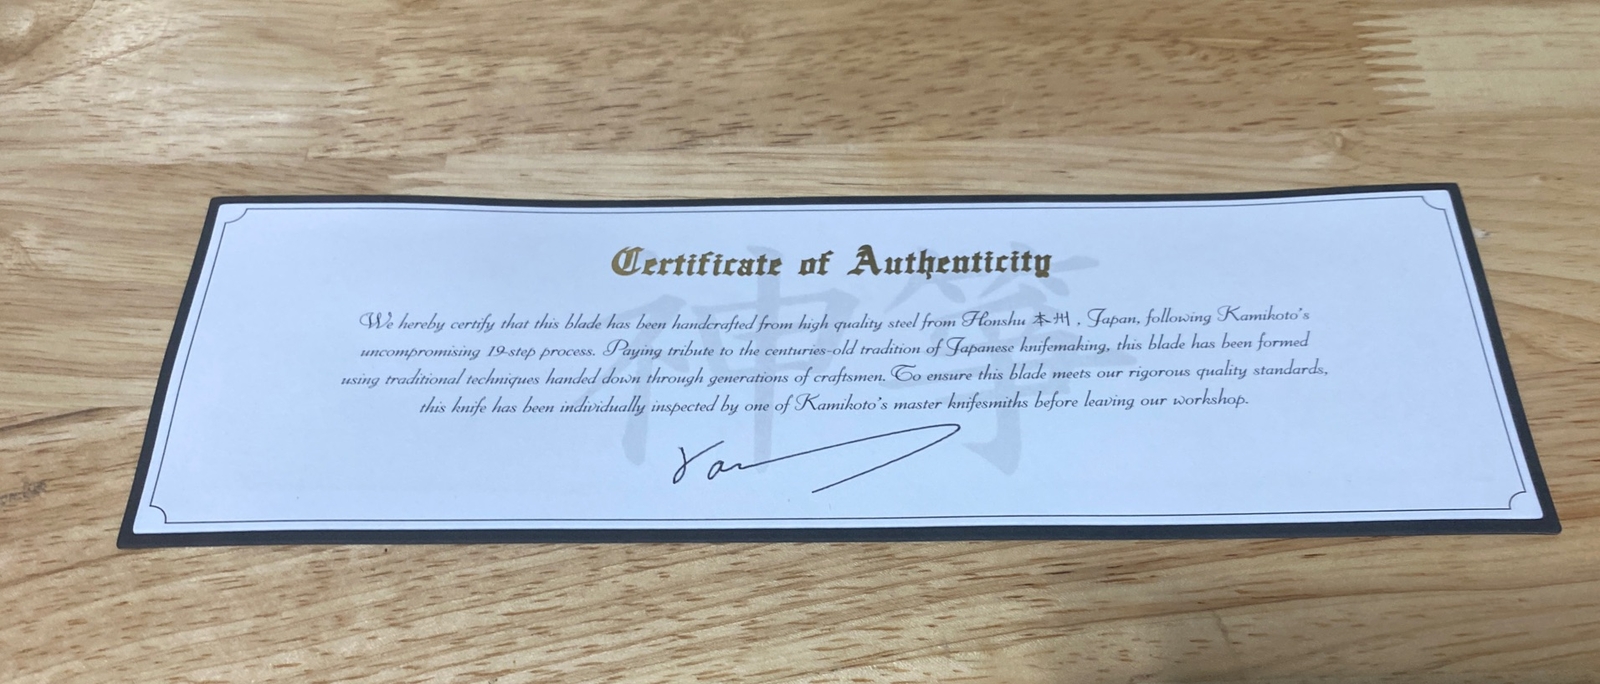 Certificate of Authenticity
We hereby certify that this blade has been handcrafted from high quality steel from Honshu 本州 , Japan, following Kamikoto's
uncompromising 19-step process. Paying tribute to the centuries-old tradition of Japanese knifemaking, this blade has been formed
using traditional techniques handed down through generations of craftsmen. To ensure this blade meets our rigorous quality standards,
this knife has been individually inspected by one of Kamikoto's master knifesmiths before leaving our workshop.